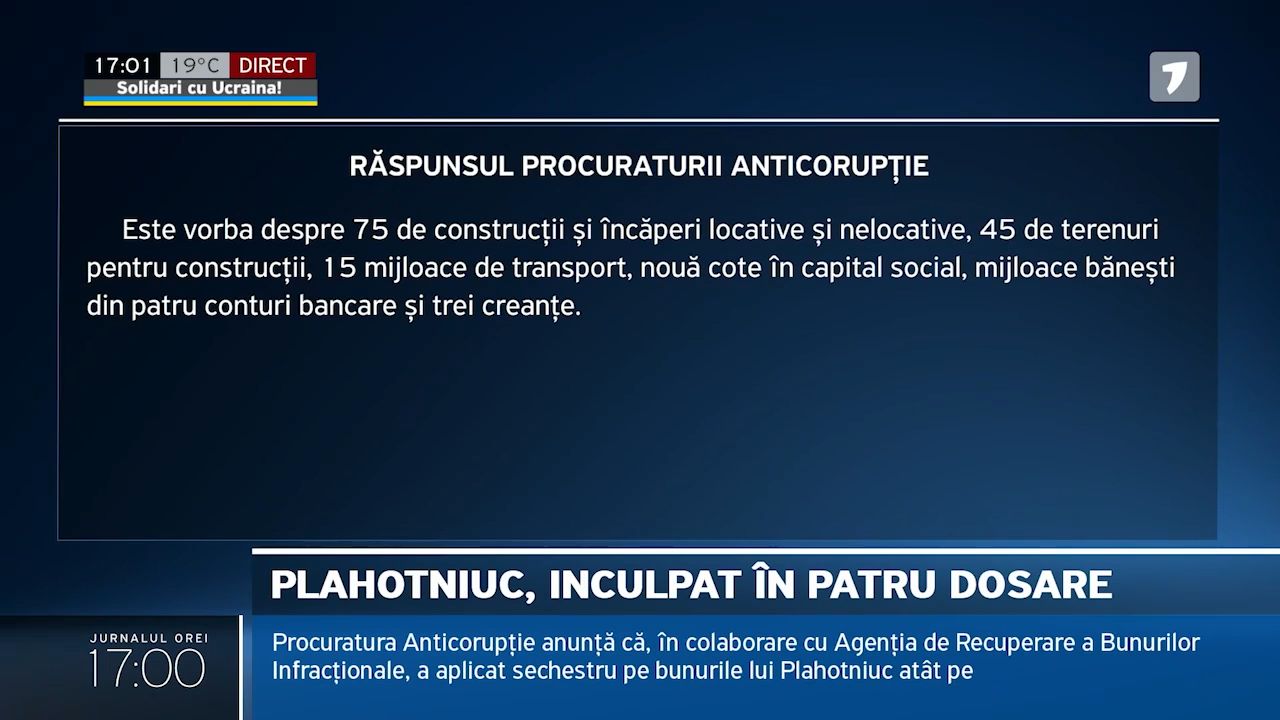 17:01 19°C DIRECT
Solidari cu Ucraina!
RĂSPUNSUL PROCURATURII ANTICORUPȚIE
Este vorba despre 75 de construcții și încăperi locative și nelocative, 45 de terenuri
pentru construcții, 15 mijloace de transport, nouă cote în capital social, mijloace bănești
din patru conturi bancare și trei creanțe.
PLAHOTNIUC, INCULPAT ÎN PATRU DOSARE
JURNALUL OREI
17:00
Procuratura Anticorupție anunță că, în colaborare cu Agenția de Recuperare a Bunurilor
Infracționale, a aplicat sechestru pe bunurile lui Plahotniuc atât pe